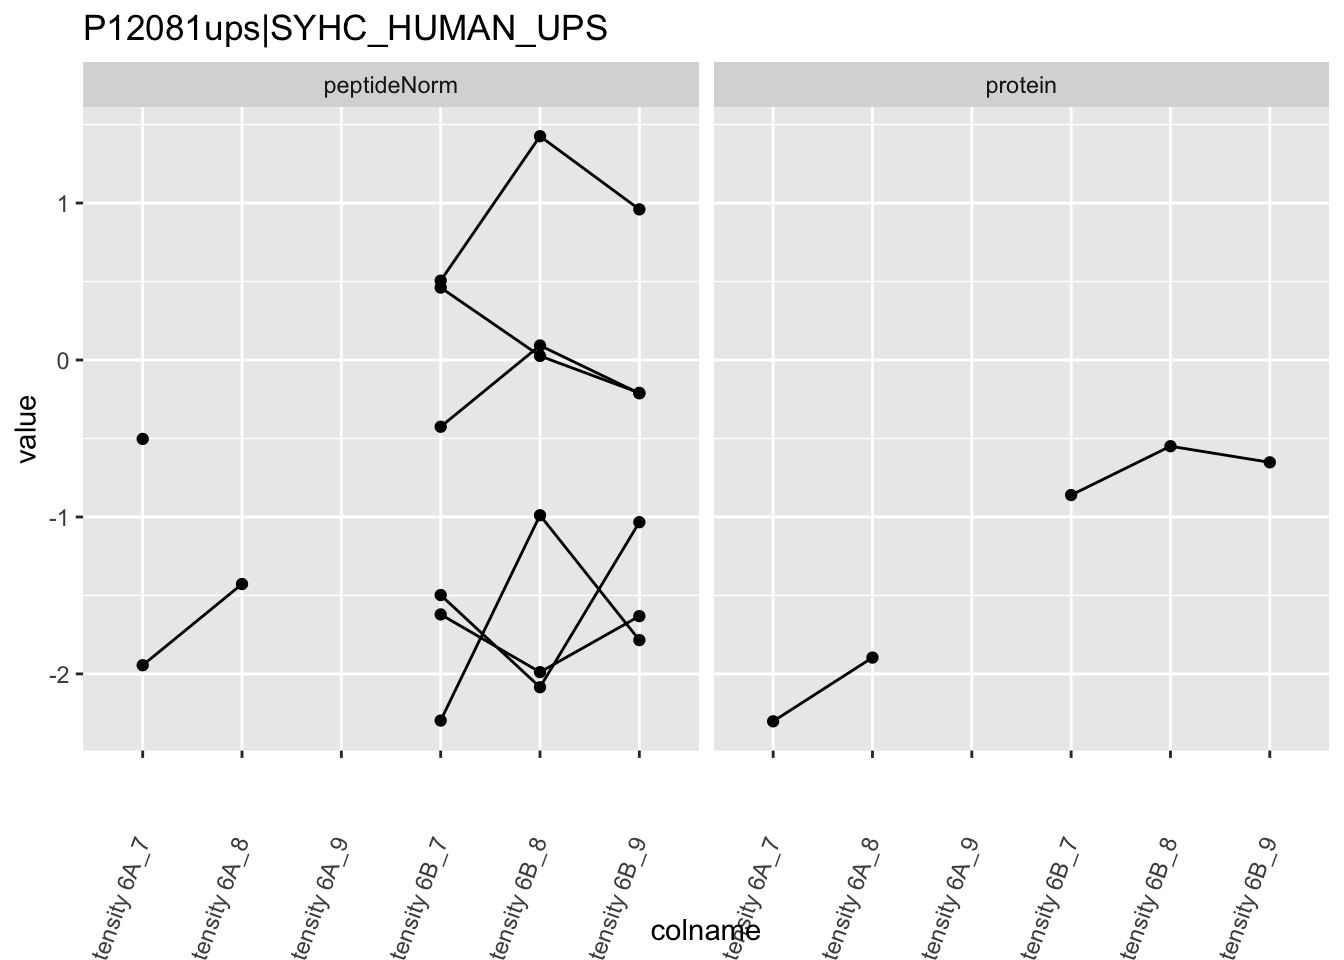 P12081ups|SYHC_HUMAN_UPS
peptideNorm
protein
value
1
0
-1
-2
tensity 6A_7
tensity 6A_8
tensity 6A_9
tensity 6B_7
tensity 6B_8
tensity 6B_9
tensity 6A_7
tensity 6A_8
tensity 6A_9
tensity 6B_7
tensity 6B_8
tensity 6B_9
colname